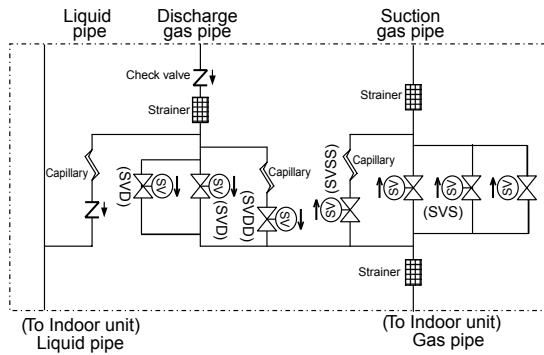 Liquid
pipe
Discharge
gas pipe
Suction
gas pipe
Check valve
Strainer
Strainer
Capillary
(SVD)
SV
SV
(SVD)
Capillary
(SVDD)
SV
(SVSS)
Capillary
SV
SV
(SVS)
SV
SV
Strainer
(To Indoor unit)
Liquid pipe
(To Indoor unit)
Gas pipe